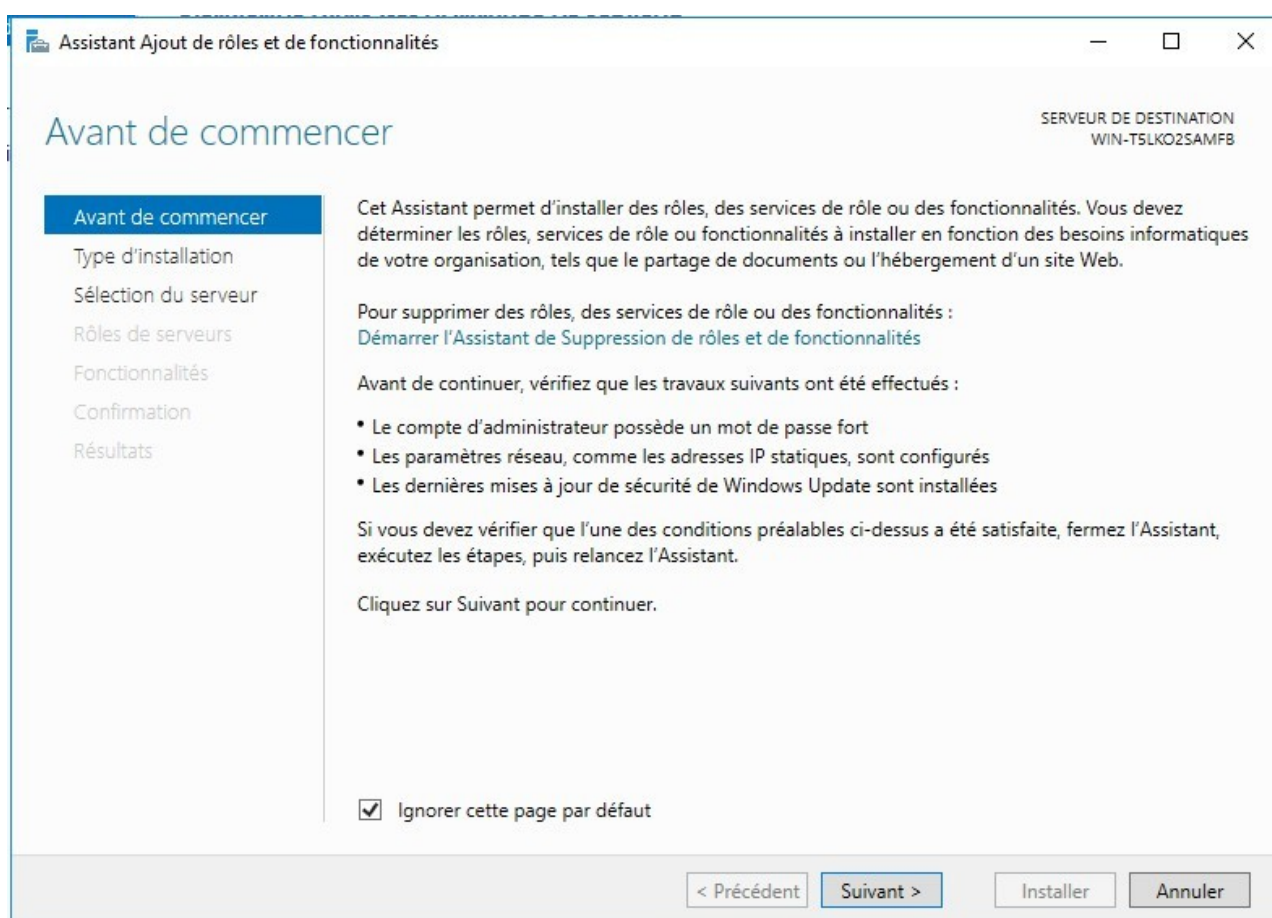 Assistant Ajout de rôles et de fonctionnalités
Avant de commencer
SERVEUR DE DESTINATION
WIN-T5LKO2SAMFB
Avant de commencer
Type d'installation
Sélection du serveur
Rôles de serveurs
Fonctionnalités
Confirmation
Résultats
Cet Assistant permet d'installer des rôles, des services de rôle ou des fonctionnalités. Vous devez
déterminer les rôles, services de rôle ou fonctionnalités à installer en fonction des besoins informatiques
de votre organisation, tels que le partage de documents ou l'hébergement d'un site Web.
Pour supprimer des rôles, des services de rôle ou des fonctionnalités :
Démarrer l'Assistant de Suppression de rôles et de fonctionnalités
Avant de continuer, vérifiez que les travaux suivants ont été effectués :
• Le compte d'administrateur possède un mot de passe fort
• Les paramètres réseau, comme les adresses IP statiques, sont configurés
• Les dernières mises à jour de sécurité de Windows Update sont installées
Si vous devez vérifier que l'une des conditions préalables ci-dessus a été satisfaite, fermez l'Assistant,
exécutez les étapes, puis relancez l'Assistant.
Cliquez sur Suivant pour continuer.
Ignorer cette page par défaut
< Précédent
Suivant >
Installer
Annuler